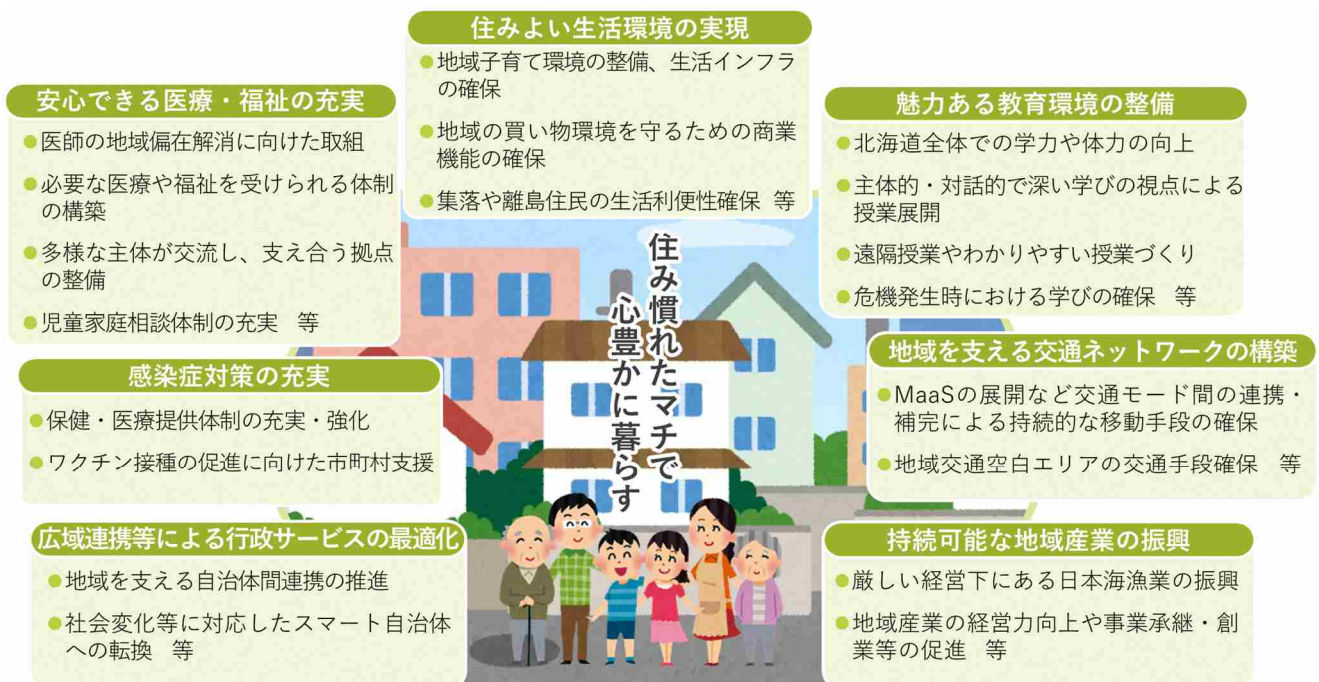 住みよい生活環境の実現
●地域子育て環境の整備、生活インフラ
の確保
●地域の買い物環境を守るための商業
機能の確保
●集落や離島住民の生活利便性確保 等
安心できる医療・福祉の充実
●医師の地域偏在解消に向けた取組
●必要な医療や福祉を受けられる体制
の構築
●多様な主体が交流し、支え合う拠点
の整備
●児童家庭相談体制の充実 等
魅力ある教育環境の整備
●北海道全体での学力や体力の向上
●主体的・対話的で深い学びの視点による
授業展開
●遠隔授業やわかりやすい授業づくり
●危機発生時における学びの確保 等
住み慣れたマチで
心豊かに暮らす
感染症対策の充実
●保健・医療提供体制の充実・強化
●ワクチン接種の促進に向けた市町村支援
地域を支える交通ネットワークの構築
●MaaSの展開など交通モード間の連携・
補完による持続的な移動手段の確保
●地域交通空白エリアの交通手段確保 等
広域連携等による行政サービスの最適化
●地域を支える自治体間連携の推進
●社会変化等に対応したスマート自治体
への転換 等
持続可能な地域産業の振興
●厳しい経営下にある日本海漁業の振興
●地域産業の経営力向上や事業承継・創
業等の促進 等